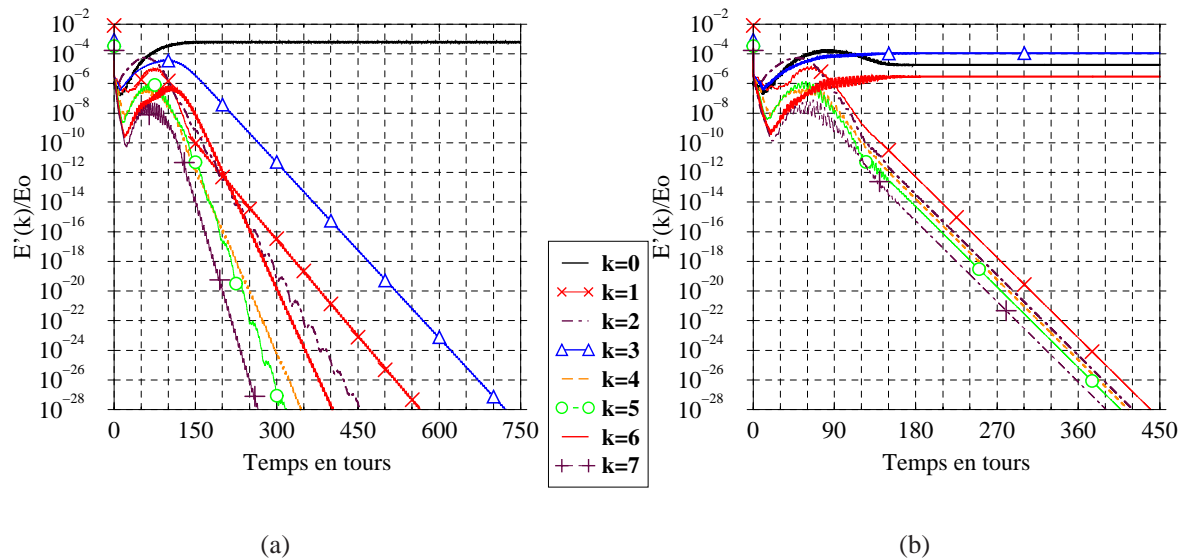 E'(k)/Eo
10⁻²
10⁻⁴
10⁻⁶
10⁻⁸
10⁻¹⁰
10⁻¹²
10⁻¹⁴
10⁻¹⁶
10⁻¹⁸
10⁻²⁰
10⁻²²
10⁻²⁴
10⁻²⁶
10⁻²⁸
0 150 300 450 600 750
Temps en tours
(a)
k=0
k=1
k=2
k=3
k=4
k=5
k=6
k=7
E'(k)/Eo
10⁻²
10⁻⁴
10⁻⁶
10⁻⁸
10⁻¹⁰
10⁻¹²
10⁻¹⁴
10⁻¹⁶
10⁻¹⁸
10⁻²⁰
10⁻²²
10⁻²⁴
10⁻²⁶
10⁻²⁸
0 90 180 270 360 450
Temps en tours
(b)